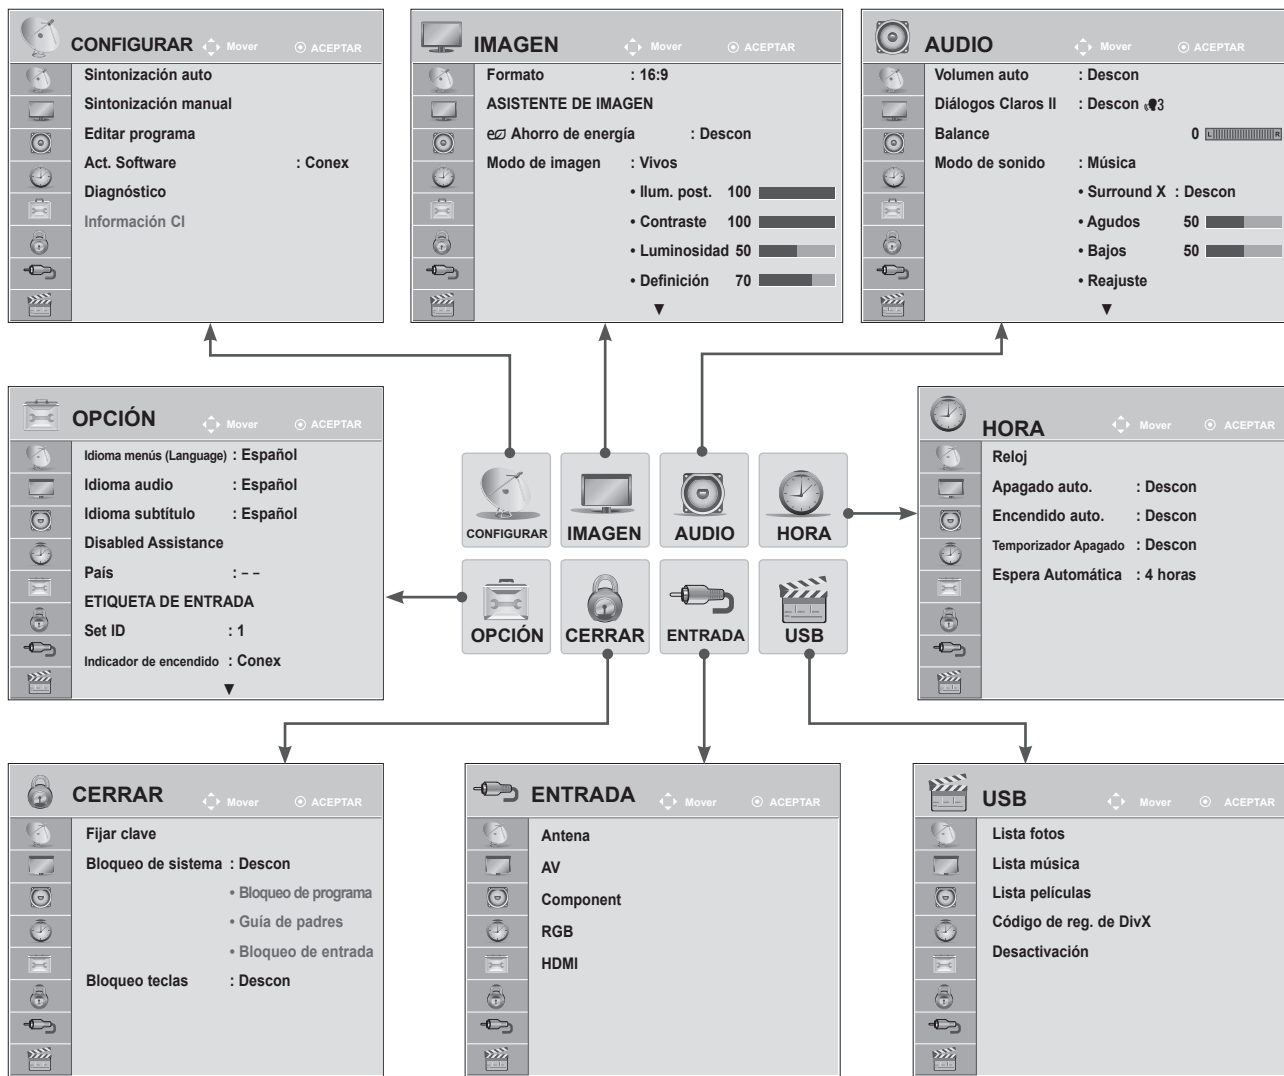 CONFIGURAR Mover ACEPTAR
Sintonización auto
Sintonización manual
Editar programa
Act. Software : Conex
Diagnóstico
Información CI
IMAGEN Mover ACEPTAR
Formato : 16:9
ASISTENTE DE IMAGEN
Ahorro de energía : Descon
Modo de imagen : Vivos
• Ilum. post. 100
• Contraste 100
• Luminosidad 50
• Definición 70
▼
AUDIO Mover ACEPTAR
Volumen auto : Descon
Diálogos Claros II : Descon 3
Balance 0 L R
Modo de sonido : Música
• Surround X : Descon
• Agudos 50
• Bajos 50
• Reajuste
▼
OPCIÓN Mover ACEPTAR
Idioma menús (Language) : Español
Idioma audio : Español
Idioma subtítulo : Español
Disabled Assistance
País : – –
ETIQUETA DE ENTRADA
Set ID : 1
Indicador de encendido : Conex
▼
CONFIGURAR
IMAGEN
AUDIO
HORA
OPCIÓN
CERRAR
ENTRADA
USB
HORA Mover ACEPTAR
Reloj
Apagado auto. : Descon
Encendido auto. : Descon
Temporizador Apagado : Descon
Espera Automática : 4 horas
CERRAR Mover ACEPTAR
Fijar clave
Bloqueo de sistema : Descon
• Bloqueo de programa
• Guía de padres
• Bloqueo de entrada
Bloqueo teclas : Descon
ENTRADA Mover ACEPTAR
Antena
AV
Component
RGB
HDMI
USB Mover ACEPTAR
Lista fotos
Lista música
Lista películas
Código de reg. de DivX
Desactivación